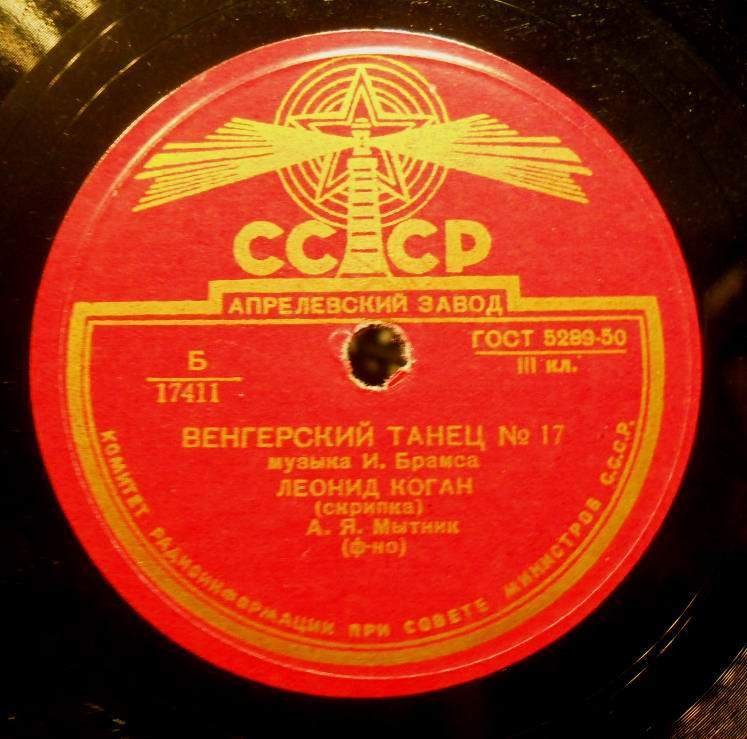 СССР
АПРЕЛЕВСКИЙ ЗАВОД
ГОСТ 5289-50
III кл.
Б
17411
ВЕНГЕРСКИЙ ТАНЕЦ № 17
музыка И. Брамса
ЛЕОНИД КОГАН
(скрипка)
А. Я. Мытник
(ф-но)
КОМИТЕТ РАДИОИНФОРМАЦИИ ПРИ СОВЕТЕ МИНИСТРОВ С.С.С.Р.